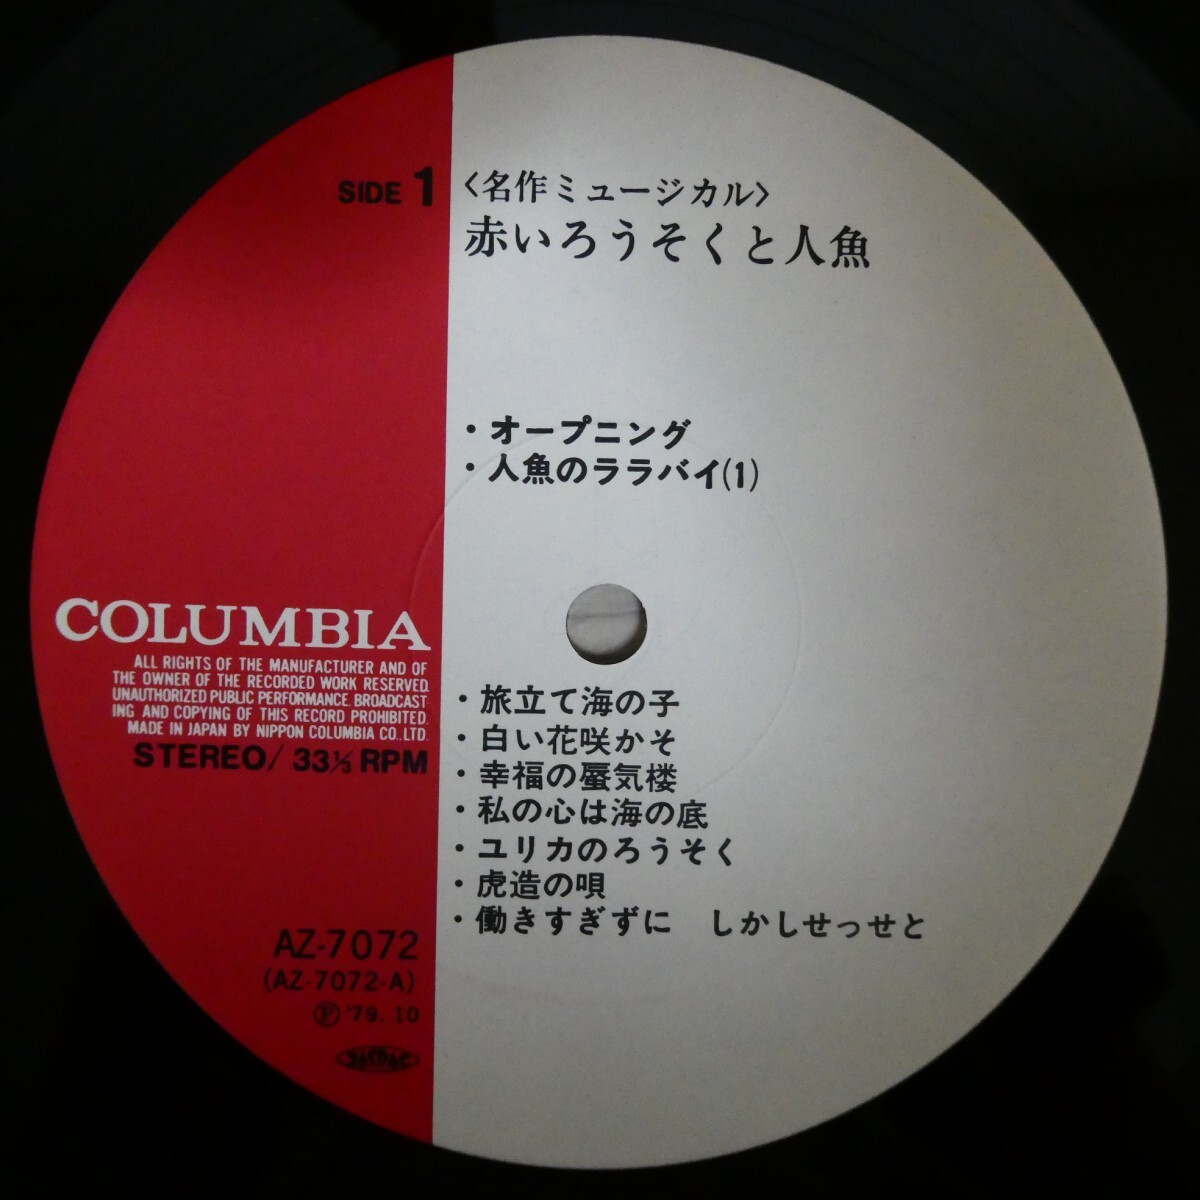 SIDE 1
〈名作ミュージカル〉
赤いろうそくと人魚
・オープニング
・人魚のララバイ(1)
・旅立て海の子
・白い花咲かそ
・幸福の蜃気楼
・私の心は海の底
・ユリカのろうそく
・虎造の唄
・働きすぎずに　しかしせっせと
COLUMBIA
ALL RIGHTS OF THE MANUFACTURER AND OF
THE OWNER OF THE RECORDED WORK RESERVED.
UNAUTHORIZED PUBLIC PERFORMANCE. BROADCAST
ING AND COPYING OF THIS RECORD PROHIBITED.
MADE IN JAPAN BY NIPPON COLUMBIA CO., LTD.
STEREO/ 33⅓ RPM
AZ-7072
(AZ-7072-A)
Ⓟ '79. 10